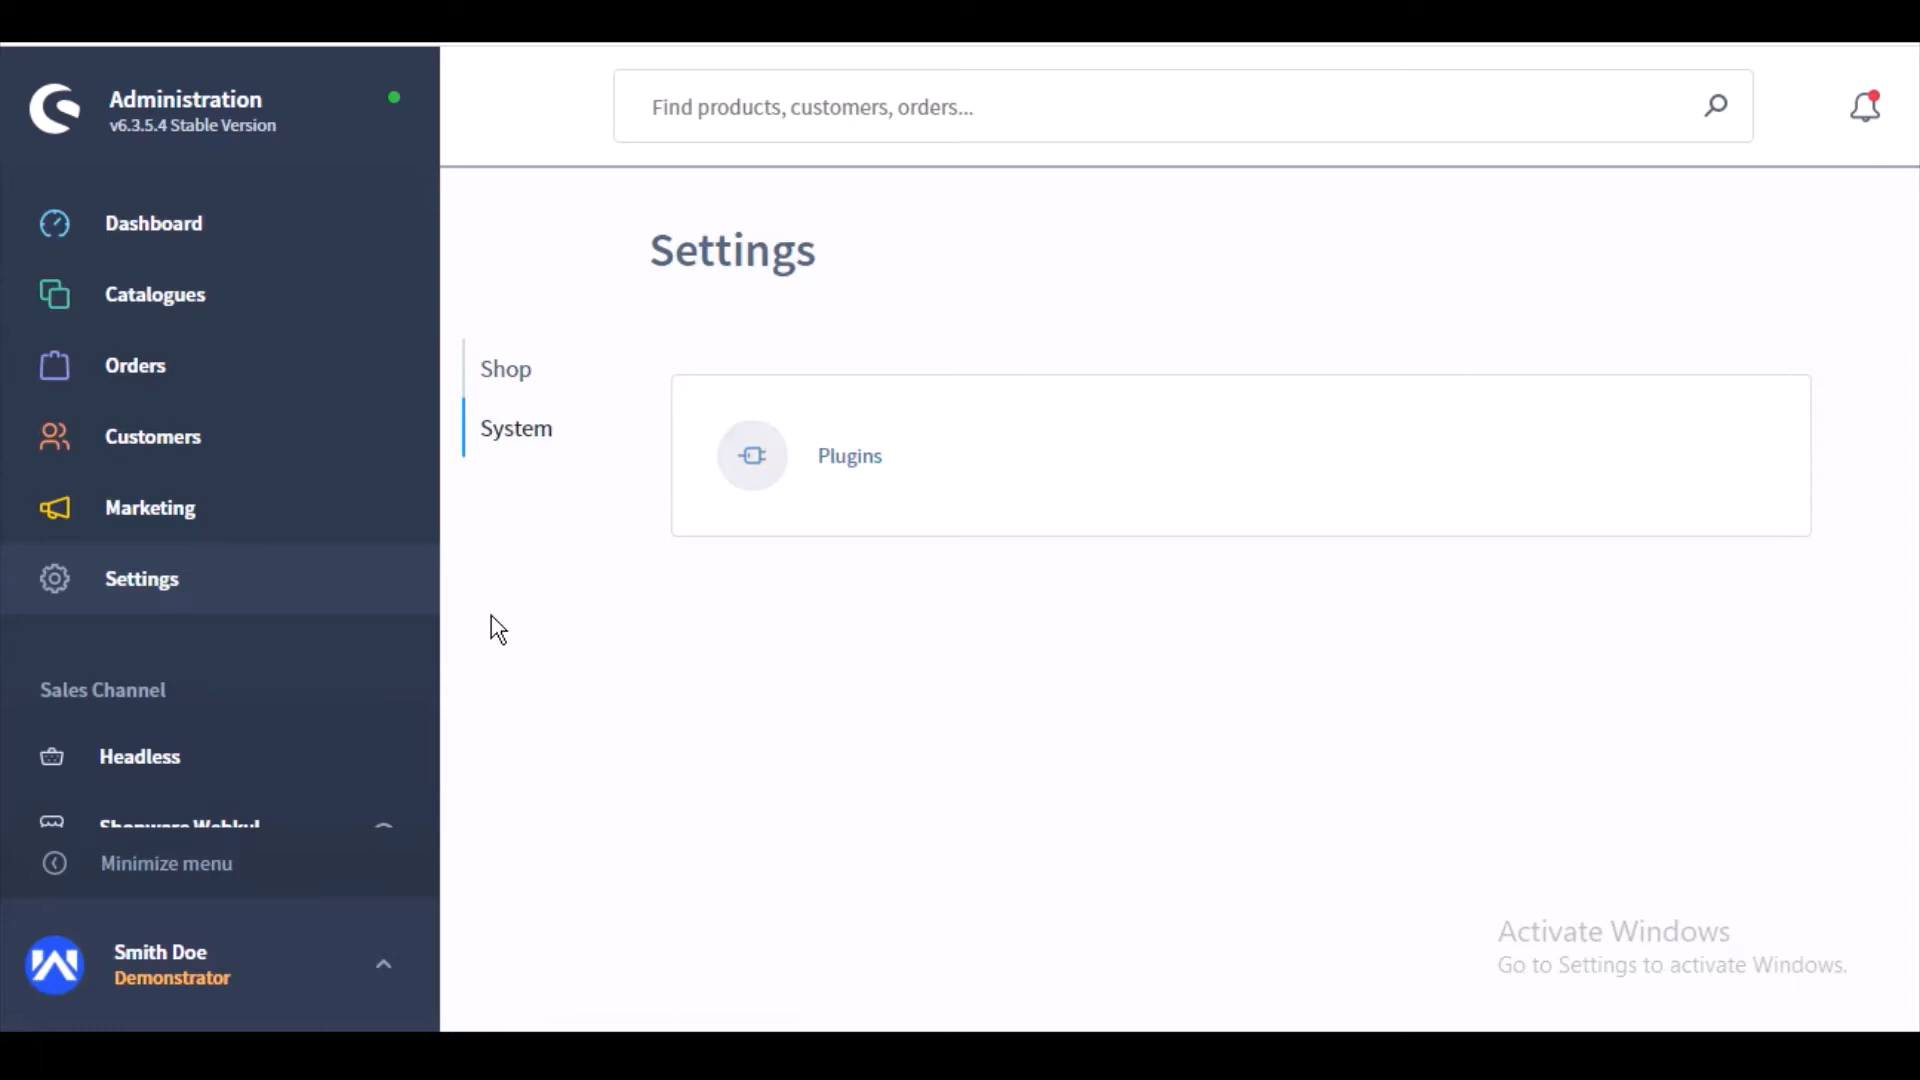 Administration
v6.3.5.4 Stable Version
Find products, customers, orders...
Dashboard
Catalogues
Orders
Customers
Marketing
Settings
Sales Channel
Headless
Shopware Webkul
Minimize menu
Smith Doe
Demonstrator
Settings
Shop
System
Plugins
Activate Windows
Go to Settings to activate Windows.